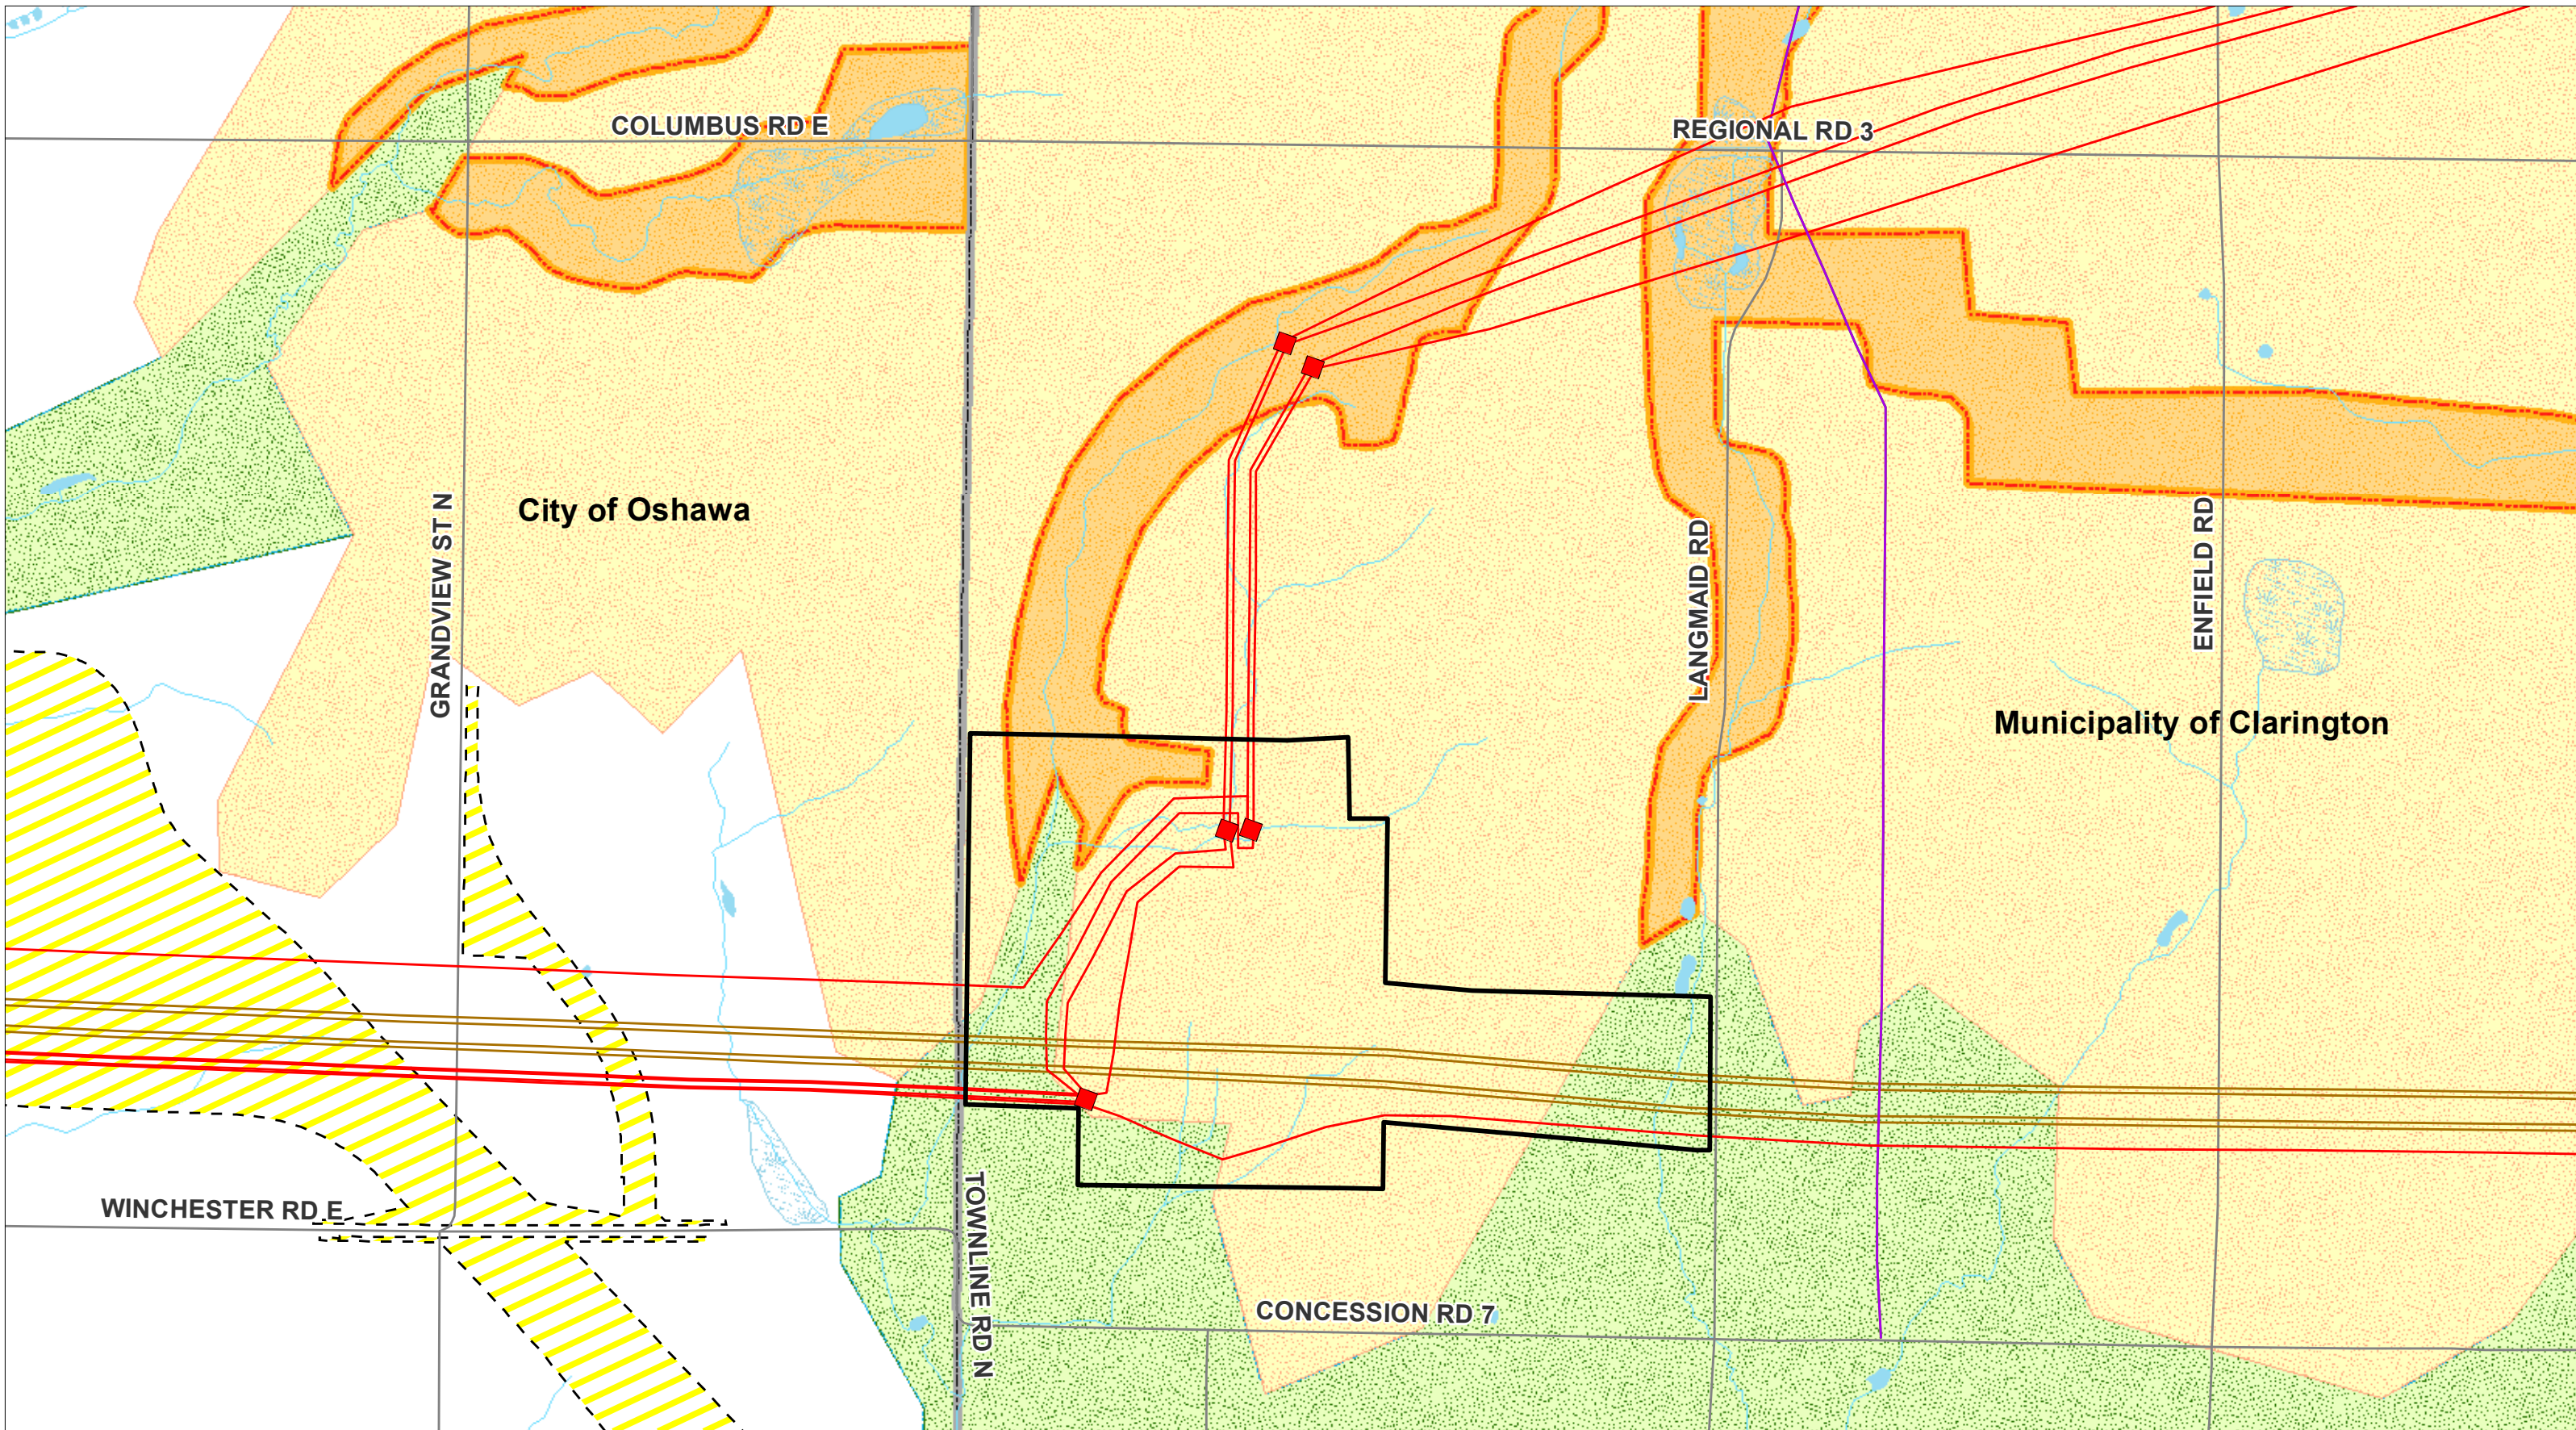 COLUMBUS RD E
REGIONAL RD 3
GRANDVIEW ST N
City of Oshawa
LANGMAID RD
ENFIELD RD
Municipality of Clarington
WINCHESTER RD E
TOWNLINE RD N
CONCESSION RD 7